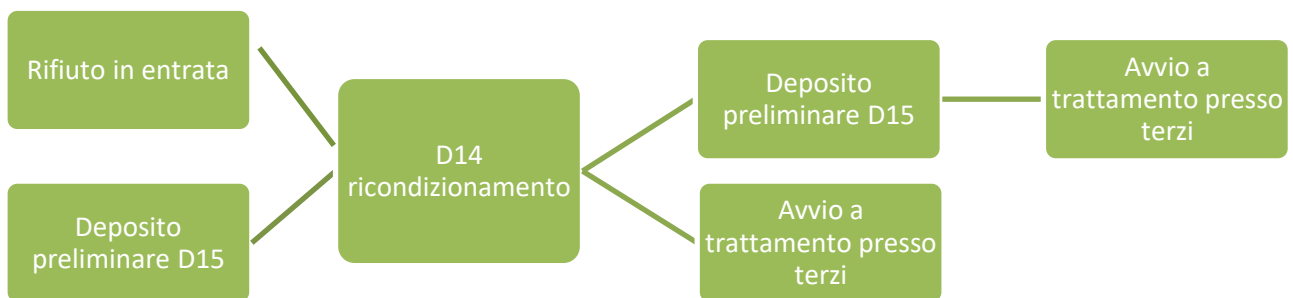 Rifiuto in entrata
Deposito
preliminare D15
D14
ricondizionamento
Deposito
preliminare D15
Avvio a
trattamento presso
terzi
Avvio a
trattamento presso
terzi